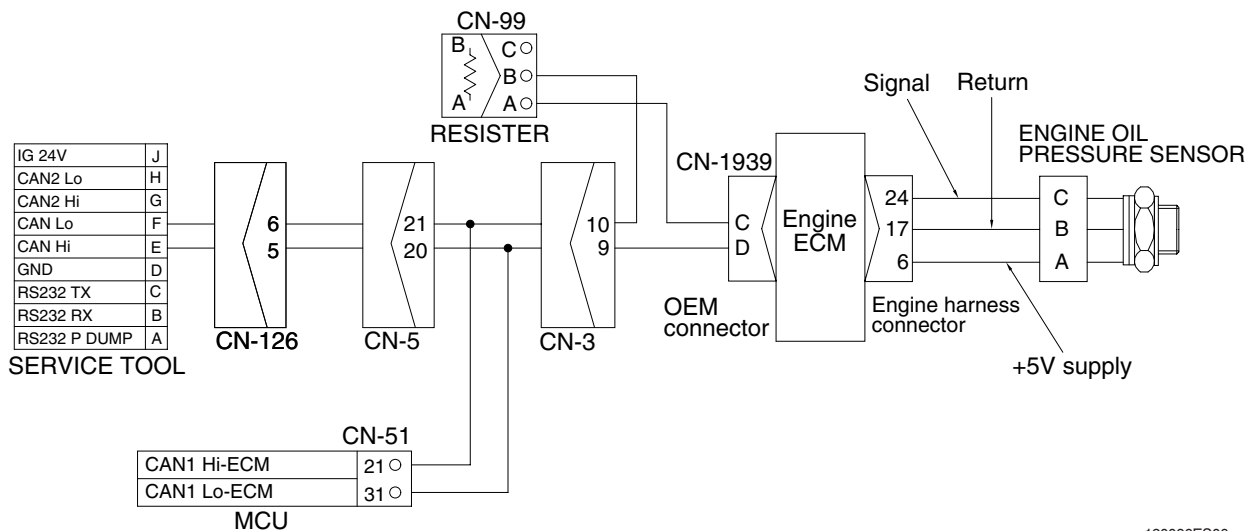 CN-99
B
A
C
B
A
RESISTER
Signal
Return
ENGINE OIL
PRESSURE SENSOR
CN-1939
IG 24V J
CAN2 Lo H
CAN2 Hi G
CAN Lo F
CAN Hi E
GND D
RS232 TX C
RS232 RX B
RS232 P DUMP A
SERVICE TOOL
6
5
CN-126
21
20
CN-5
10
9
CN-3
C
D
OEM
connector
Engine
ECM
24
17
6
Engine harness
connector
C
B
A
+5V supply
CN-51
CAN1 Hi-ECM 21
CAN1 Lo-ECM 31
MCU